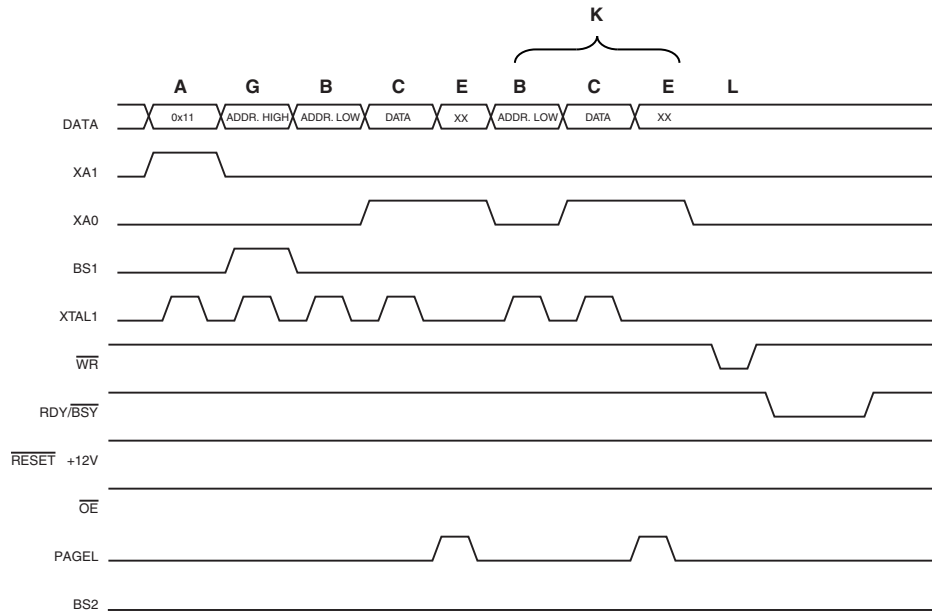 K
A G B C E B C E L
DATA 0x11 ADDR. HIGH ADDR. LOW DATA XX ADDR. LOW DATA XX
XA1
XA0
BS1
XTAL1
WR
RDY/BSY
RESET +12V
OE
PAGEL
BS2